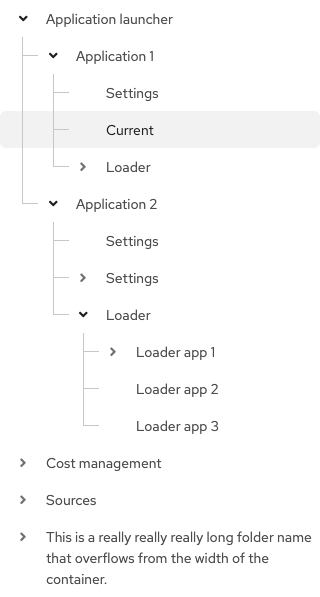 Application launcher
Application 1
Settings
Current
Loader
Application 2
Settings
Settings
Loader
Loader app 1
Loader app 2
Loader app 3
Cost management
Sources
This is a really really really long folder name
that overflows from the width of the
container.